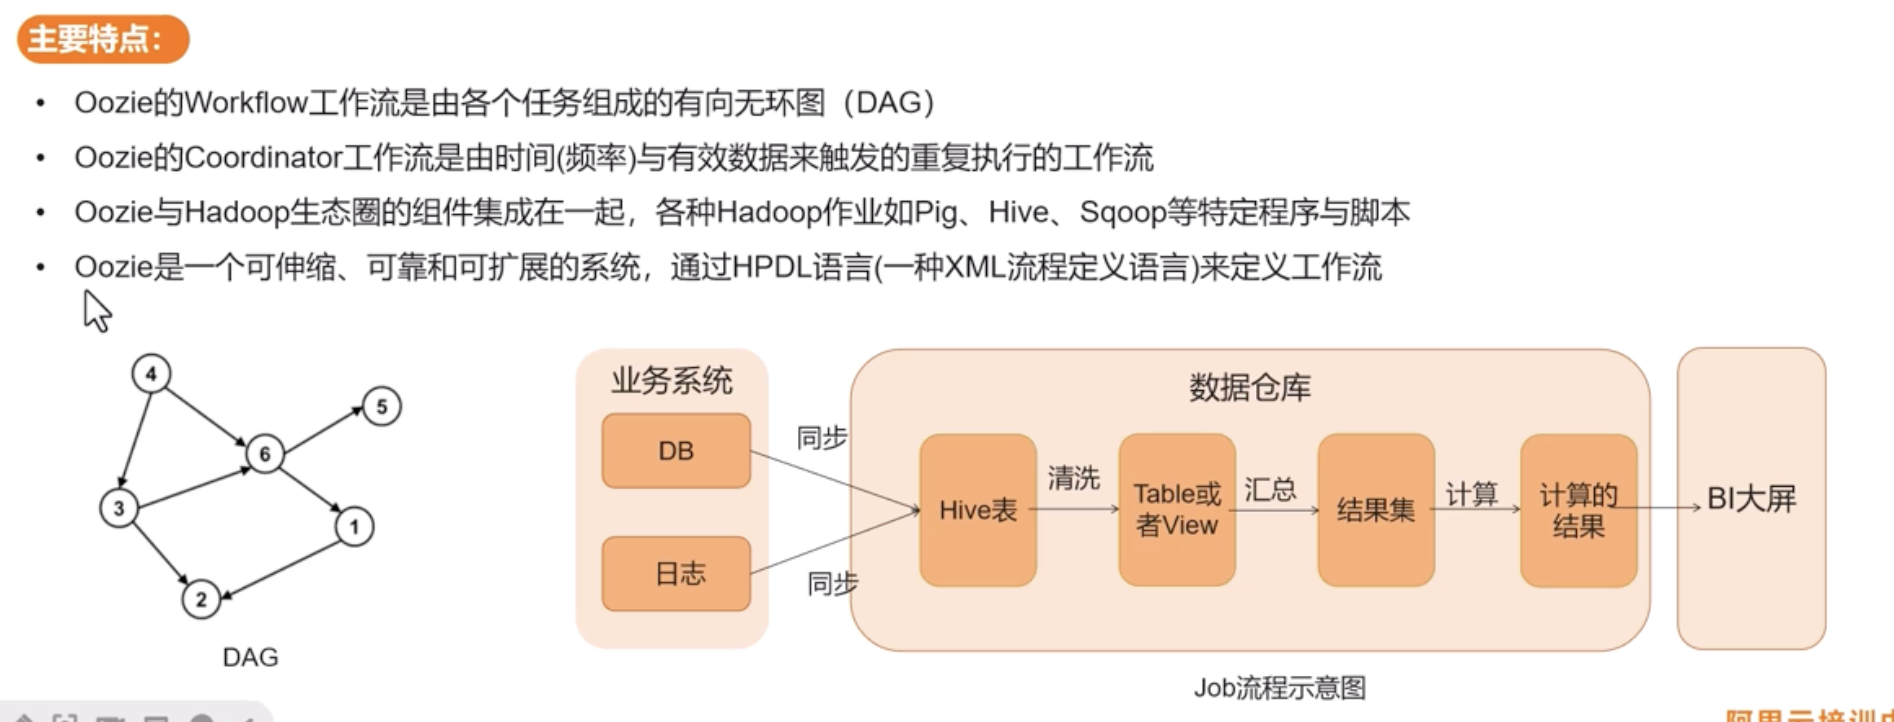 主要特点：
• Oozie的Workflow工作流是由各个任务组成的有向无环图（DAG）
• Oozie的Coordinator工作流是由时间(频率)与有效数据来触发的重复执行的工作流
• Oozie与Hadoop生态圈的组件集成在一起，各种Hadoop作业如Pig、Hive、Sqoop等特定程序与脚本
• Oozie是一个可伸缩、可靠和可扩展的系统，通过HPDL语言(一种XML流程定义语言)来定义工作流
4
5
6
3
1
2
DAG
业务系统
DB
日志
同步
同步
数据仓库
Hive表
清洗
Table或
者View
汇总
结果集
计算
计算的
结果
BI大屏
Job流程示意图
阿里云培训